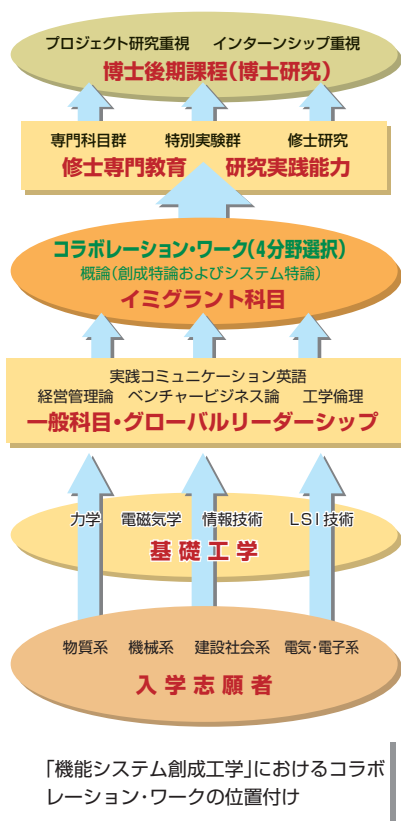 プロジェクト研究重視 インターンシップ重視
博士後期課程(博士研究)
専門科目群 特別実験群 修士研究
修士専門教育 研究実践能力
コラボレーション・ワーク(4分野選択)
概論(創成特論およびシステム特論)
イミグラント科目
実践コミュニケーション英語
経営管理論 ベンチャービジネス論 工学倫理
一般科目・グローバルリーダーシップ
力学 電磁気学 情報技術 LSI技術
基礎工学
物質系 機械系 建設社会系 電気・電子系
入学志願者
「機能システム創成工学」におけるコラボ
レーション・ワークの位置付け